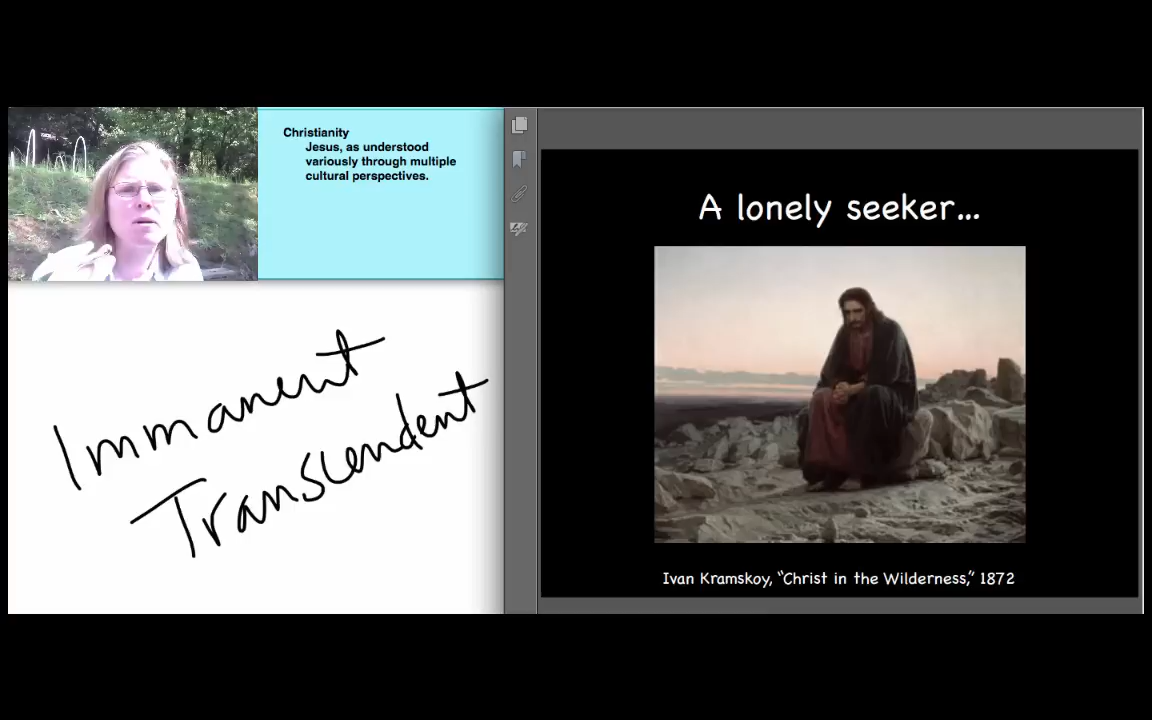 Christianity
Jesus, as understood
variously through multiple
cultural perspectives.
Immanent
Transcendent
A lonely seeker...
Ivan Kramskoy, “Christ in the Wilderness,” 1872